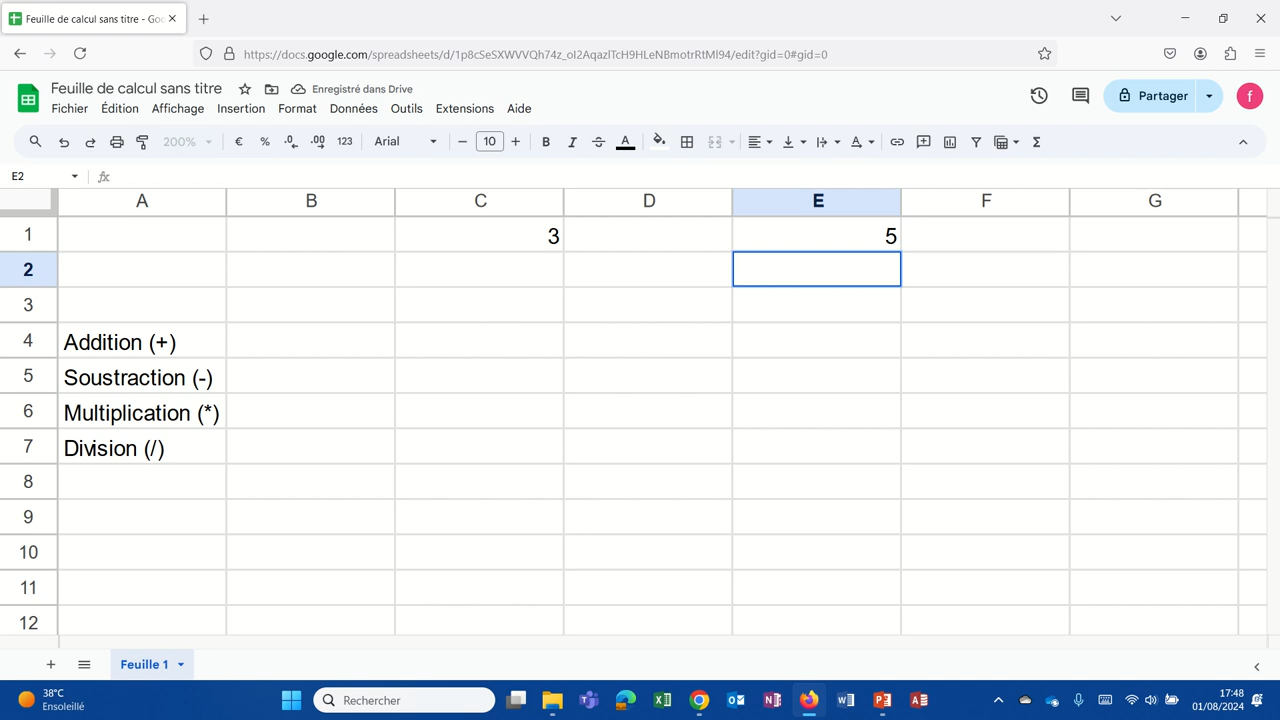 Feuille de calcul sans titre - Goo
https://docs.google.com/spreadsheets/d/1p8cSeSXWVVQh74z_oI2AqazlTcH9HLeNBmotrRtMl94/edit?gid=0#gid=0
Feuille de calcul sans titre
Enregistré dans Drive
Fichier Édition Affichage Insertion Format Données Outils Extensions Aide
Partager
f
200% € % .0 .00 123 Arial 10 B I S A Σ
E2 fx
A B C D E F G
1 3 5
2
3
4 Addition (+)
5 Soustraction (-)
6 Multiplication (*)
7 Division (/)
8
9
10
11
12
Feuille 1
38°C
Ensoleillé
Rechercher
17:48
01/08/2024